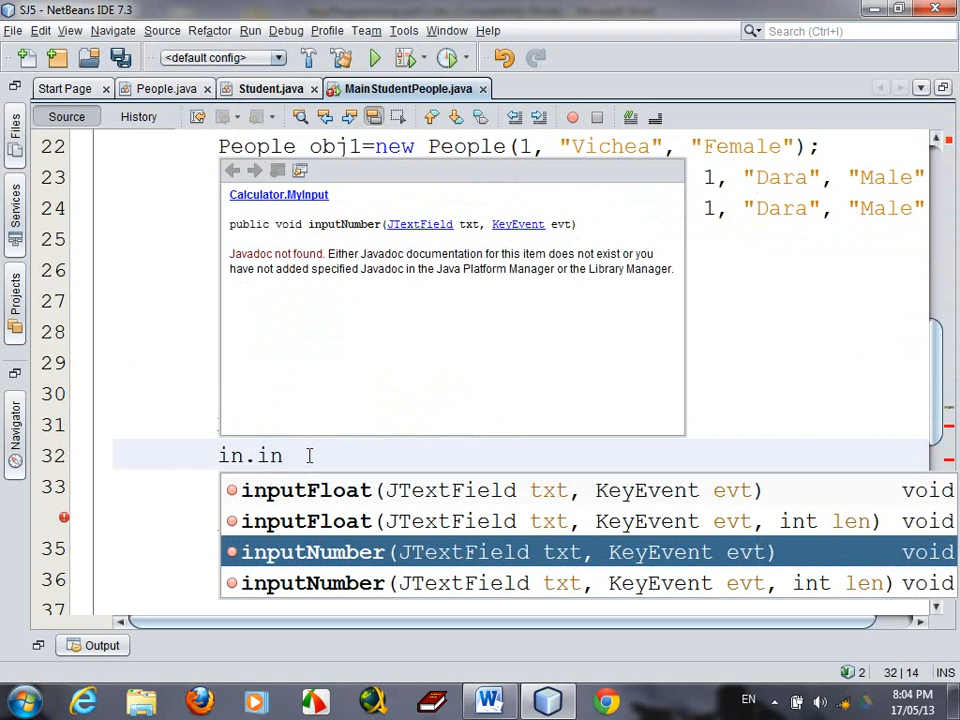 SJ5 - NetBeans IDE 7.3
File Edit View Navigate Source Refactor Run Debug Profile Team Tools Window Help
Search (Ctrl+I)
<default config>
Start Page People.java Student.java MainStudentPeople.java
Source History
Files
Services
Projects
Navigator
22 People obj1=new People(1, "Vichea", "Female");
23 1, "Dara", "Male"
24 1, "Dara", "Male"
25
26
27
28
29
30
31
32 in.in
33
35
36
37
Calculator.MyInput
public void inputNumber(JTextField txt, KeyEvent evt)
Javadoc not found. Either Javadoc documentation for this item does not exist or you
have not added specified Javadoc in the Java Platform Manager or the Library Manager.
inputFloat(JTextField txt, KeyEvent evt) void
inputFloat(JTextField txt, KeyEvent evt, int len) void
inputNumber(JTextField txt, KeyEvent evt) void
inputNumber(JTextField txt, KeyEvent evt, int len) void
Output
2 32 | 14 INS
EN
8:04 PM
17/05/13